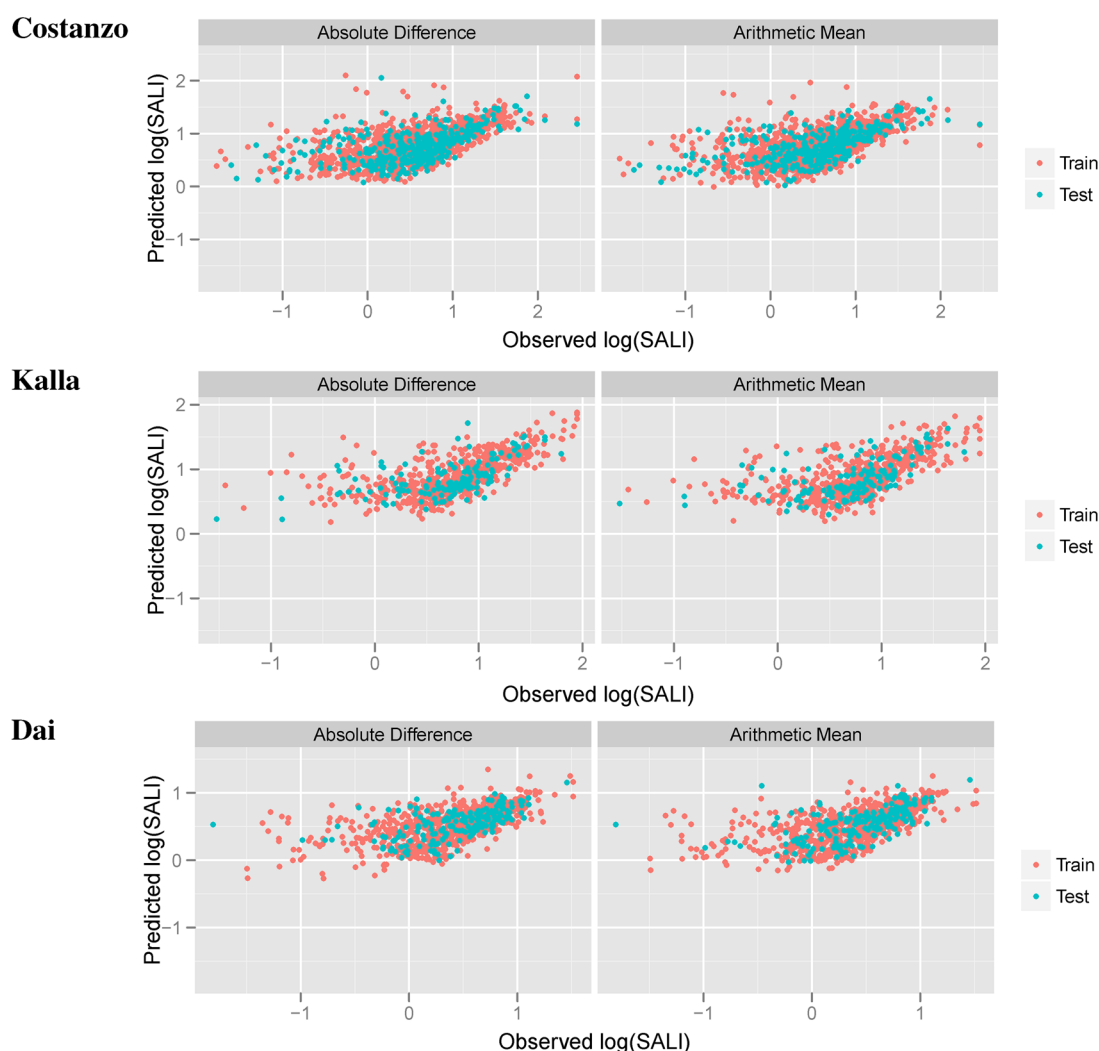 Costanzo
Absolute Difference
Arithmetic Mean
Predicted log(SALI)
2
1
0
−1
−1
0
1
2
−1
0
1
2
Observed log(SALI)
Train
Test
Kalla
Absolute Difference
Arithmetic Mean
Predicted log(SALI)
2
1
0
−1
−1
0
1
2
−1
0
1
2
Observed log(SALI)
Train
Test
Dai
Absolute Difference
Arithmetic Mean
Predicted log(SALI)
1
0
−1
−1
0
1
−1
0
1
Observed log(SALI)
Train
Test